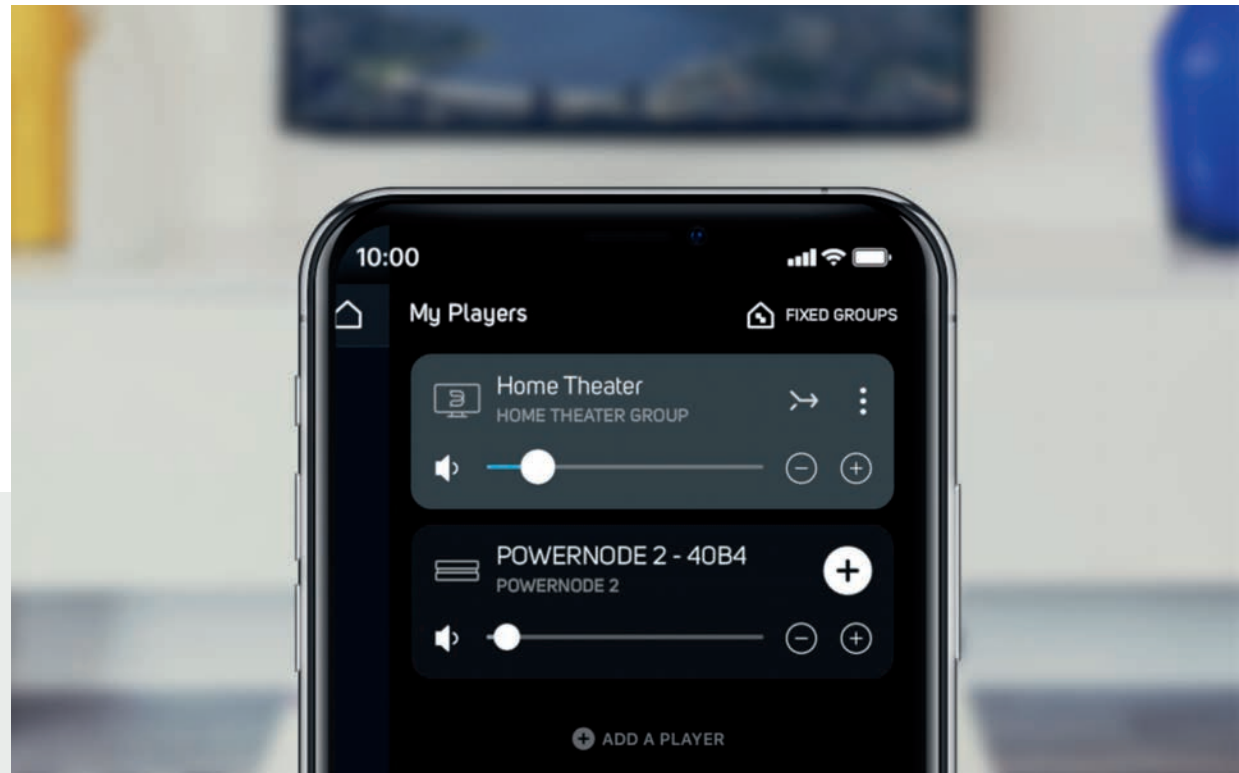 10:00
My Players
FIXED GROUPS
Home Theater
HOME THEATER GROUP
POWERNODE 2 - 40B4
POWERNODE 2
ADD A PLAYER